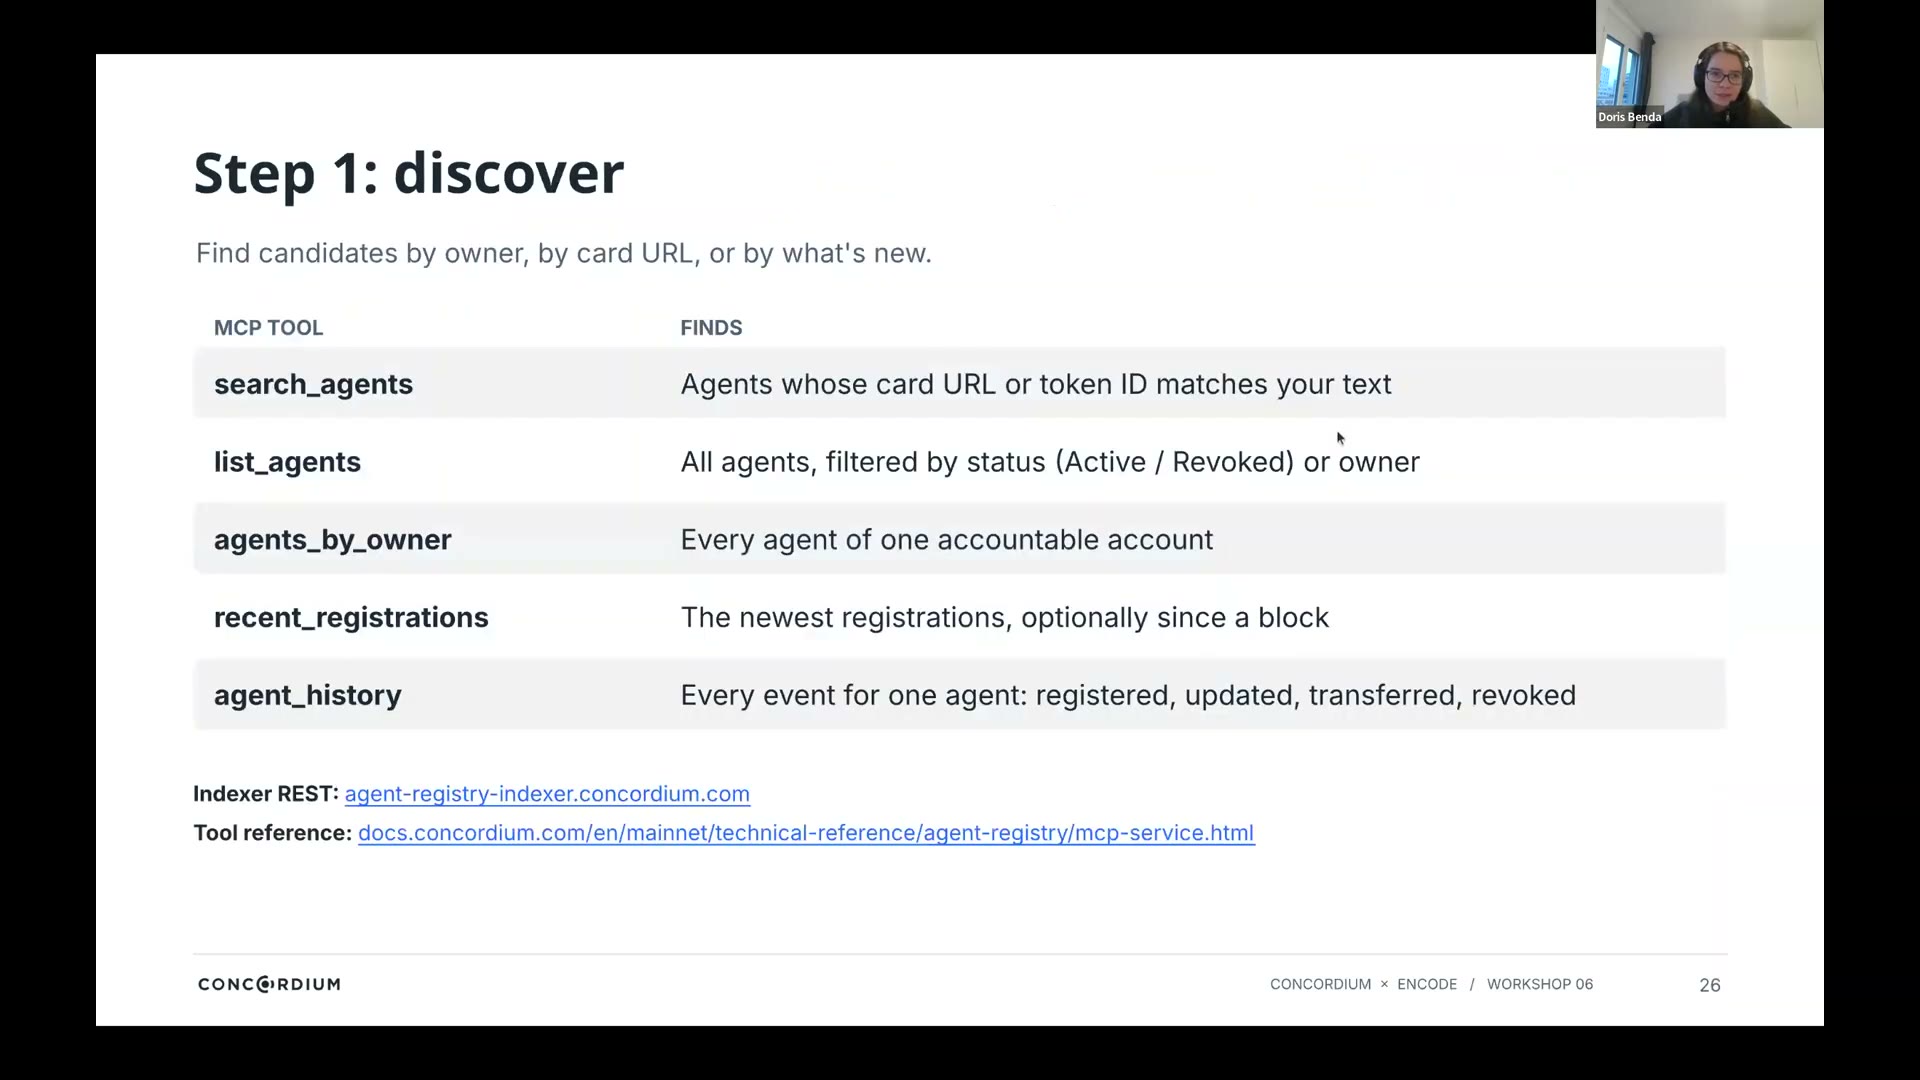 Doris Benda
Step 1: discover
Find candidates by owner, by card URL, or by what's new.
MCP TOOL FINDS
search_agents Agents whose card URL or token ID matches your text
list_agents All agents, filtered by status (Active / Revoked) or owner
agents_by_owner Every agent of one accountable account
recent_registrations The newest registrations, optionally since a block
agent_history Every event for one agent: registered, updated, transferred, revoked
Indexer REST: agent-registry-indexer.concordium.com
Tool reference: docs.concordium.com/en/mainnet/technical-reference/agent-registry/mcp-service.html
CONCORDIUM CONCORDIUM × ENCODE / WORKSHOP 06 26